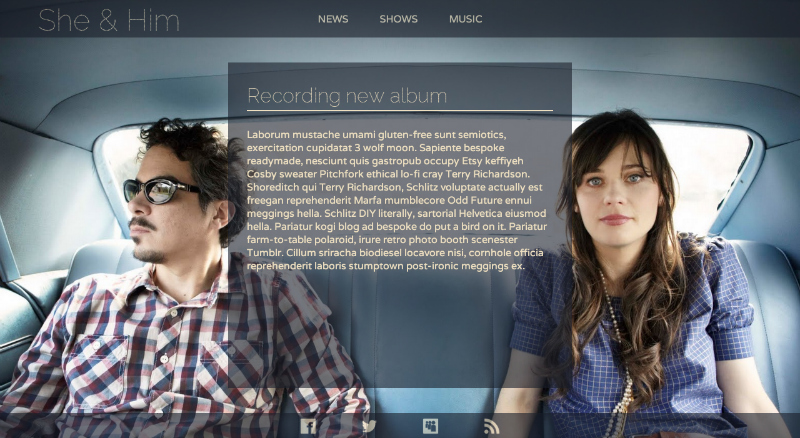 She & Him
NEWS SHOWS MUSIC
Recording new album
Laborum mustache umami gluten-free sunt semiotics,
exercitation cupidatat 3 wolf moon. Sapiente bespoke
readymade, nesciunt quis gastropub occupy Etsy keffiyeh
Cosby sweater Pitchfork ethical lo-fi cray Terry Richardson.
Shoreditch qui Terry Richardson, Schlitz voluptate actually est
freegan reprehenderit Marfa mumblecore Odd Future ennui
meggings hella. Schlitz DIY literally, sartorial Helvetica eiusmod
hella. Pariatur kogi blog ad bespoke do put a bird on it. Pariatur
farm-to-table polaroid, irure retro photo booth scenester
Tumblr. Cillum sriracha biodiesel locavore nisi, cornhole officia
reprehenderit laboris stumptown post-ironic meggings ex.